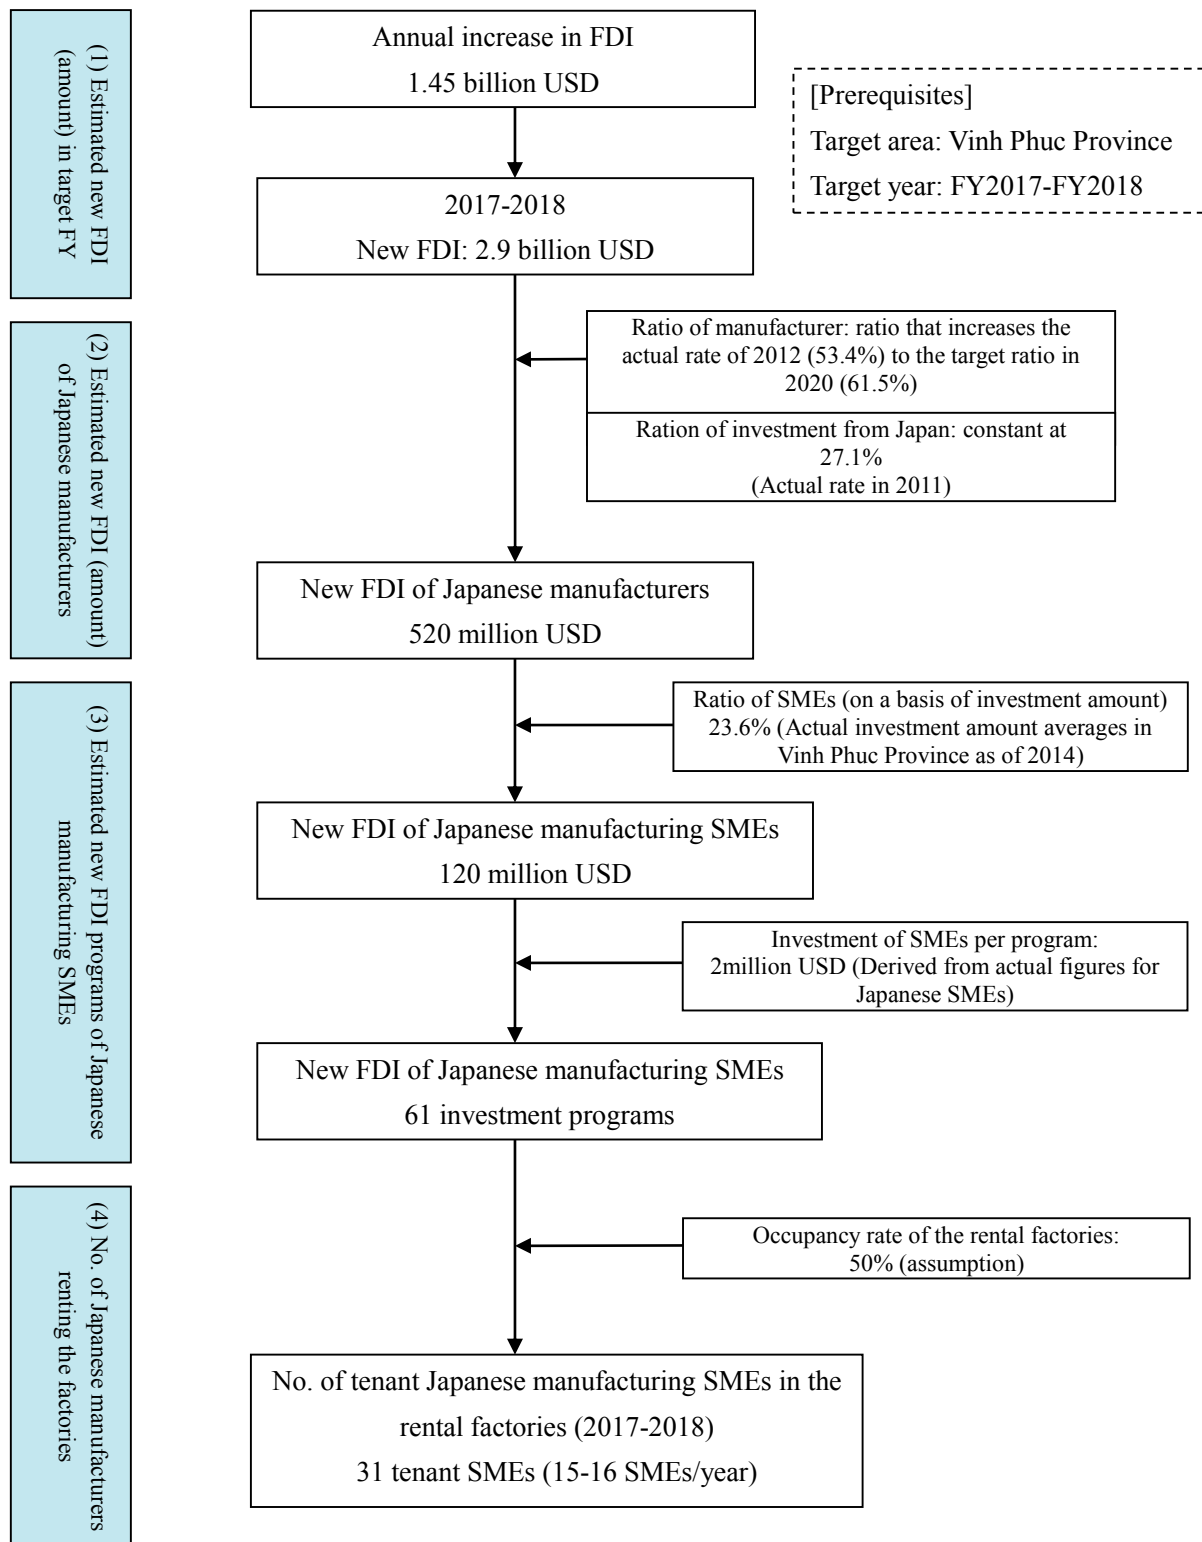 (1) Estimated new FDI
(amount) in target FY
Annual increase in FDI
1.45 billion USD
[Prerequisites]
Target area: Vinh Phuc Province
Target year: FY2017-FY2018
2017-2018
New FDI: 2.9 billion USD
(2) Estimated new FDI (amount)
of Japanese manufacturers
Ratio of manufacturer: ratio that increases the
actual rate of 2012 (53.4%) to the target ratio in
2020 (61.5%)
Ration of investment from Japan: constant at
27.1%
(Actual rate in 2011)
New FDI of Japanese manufacturers
520 million USD
(3) Estimated new FDI programs of Japanese
manufacturing SMEs
Ratio of SMEs (on a basis of investment amount)
23.6% (Actual investment amount averages in
Vinh Phuc Province as of 2014)
New FDI of Japanese manufacturing SMEs
120 million USD
Investment of SMEs per program:
2million USD (Derived from actual figures for
Japanese SMEs)
New FDI of Japanese manufacturing SMEs
61 investment programs
(4) No. of Japanese manufacturers
renting the factories
Occupancy rate of the rental factories:
50% (assumption)
No. of tenant Japanese manufacturing SMEs in the
rental factories (2017-2018)
31 tenant SMEs (15-16 SMEs/year)